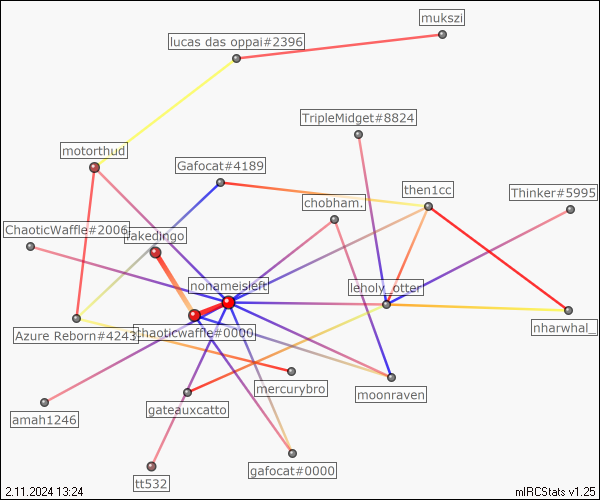 mukszi
lucas das oppai#2396
TripleMidget#8824
motorthud
Gafocat#4189
then1cc
Thinker#5995
chobham.
ChaoticWaffle#2006
rakedingo
nonameisleft
leholy_otter
Azure Reborn#4243
chaoticwaffle#0000
nharwhal_
mercurybro
moonraven
gateauxcatto
amah1246
gafocat#0000
tt532
2.11.2024 13:24
mIRCStats v1.25